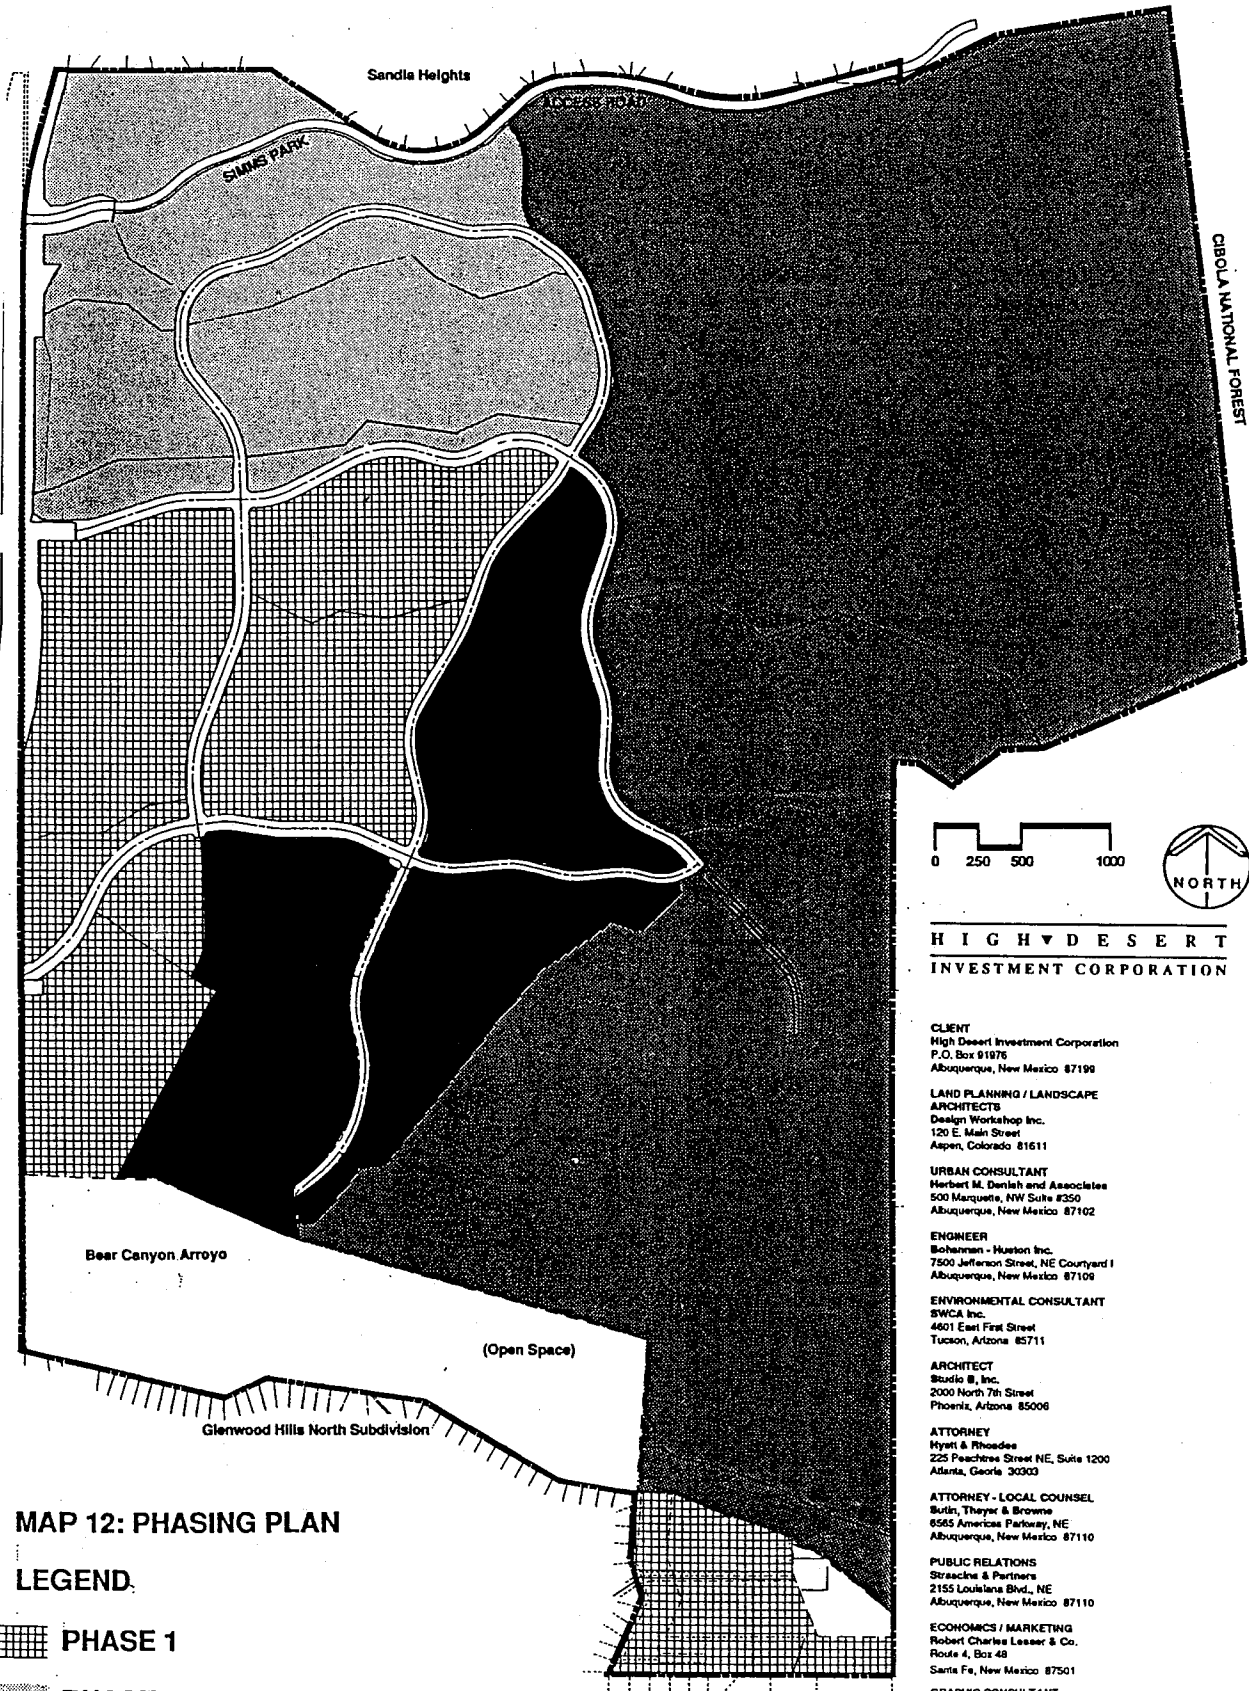 Sandia Heights
ACCESS ROAD
SIMMS PARK
CIBOLA NATIONAL FOREST
0 250 500 1000
NORTH
HIGH DESERT
INVESTMENT CORPORATION
CLIENT
High Desert Investment Corporation
P.O. Box 91976
Albuquerque, New Mexico 87199
LAND PLANNING / LANDSCAPE
ARCHITECTS
Design Workshop Inc.
120 E. Main Street
Aspen, Colorado 81611
URBAN CONSULTANT
Herbert M. Denish and Associates
500 Marquette, NW Suite #350
Albuquerque, New Mexico 87102
ENGINEER
Bohannan - Huston Inc.
7500 Jefferson Street, NE Courtyard I
Albuquerque, New Mexico 87109
ENVIRONMENTAL CONSULTANT
SWCA Inc.
4601 East First Street
Tucson, Arizona 85711
ARCHITECT
Studio B, Inc.
2000 North 7th Street
Phoenix, Arizona 85006
ATTORNEY
Hyatt & Rhoades
225 Peachtree Street NE, Suite 1200
Atlanta, Georia 30303
ATTORNEY - LOCAL COUNSEL
Sutin, Thayer & Browne
6565 Americas Parkway, NE
Albuquerque, New Mexico 87110
PUBLIC RELATIONS
& Partners
2155 Louisiana Blvd., NE
Albuquerque, New Mexico 87110
ECONOMICS / MARKETING
Robert Charles Lesser & Co.
Route 4, Box 48
Santa Fe, New Mexico 87501
Bear Canyon Arroyo
(Open Space)
Glenwood Hills North Subdivision
MAP 12: PHASING PLAN
LEGEND
PHASE 1